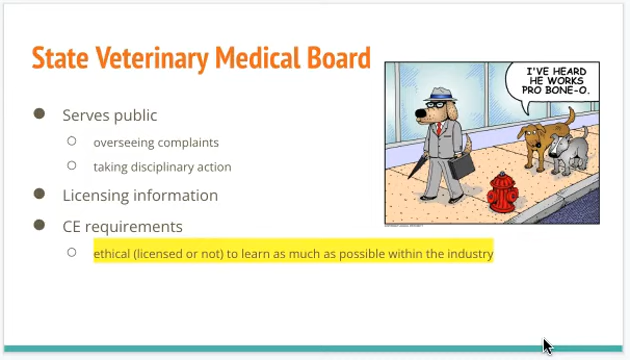 State Veterinary Medical Board
Serves public
overseeing complaints
taking disciplinary action
Licensing information
CE requirements
ethical (licensed or not) to learn as much as possible within the industry
I'VE HEARD
HE WORKS
PRO BONE-O.